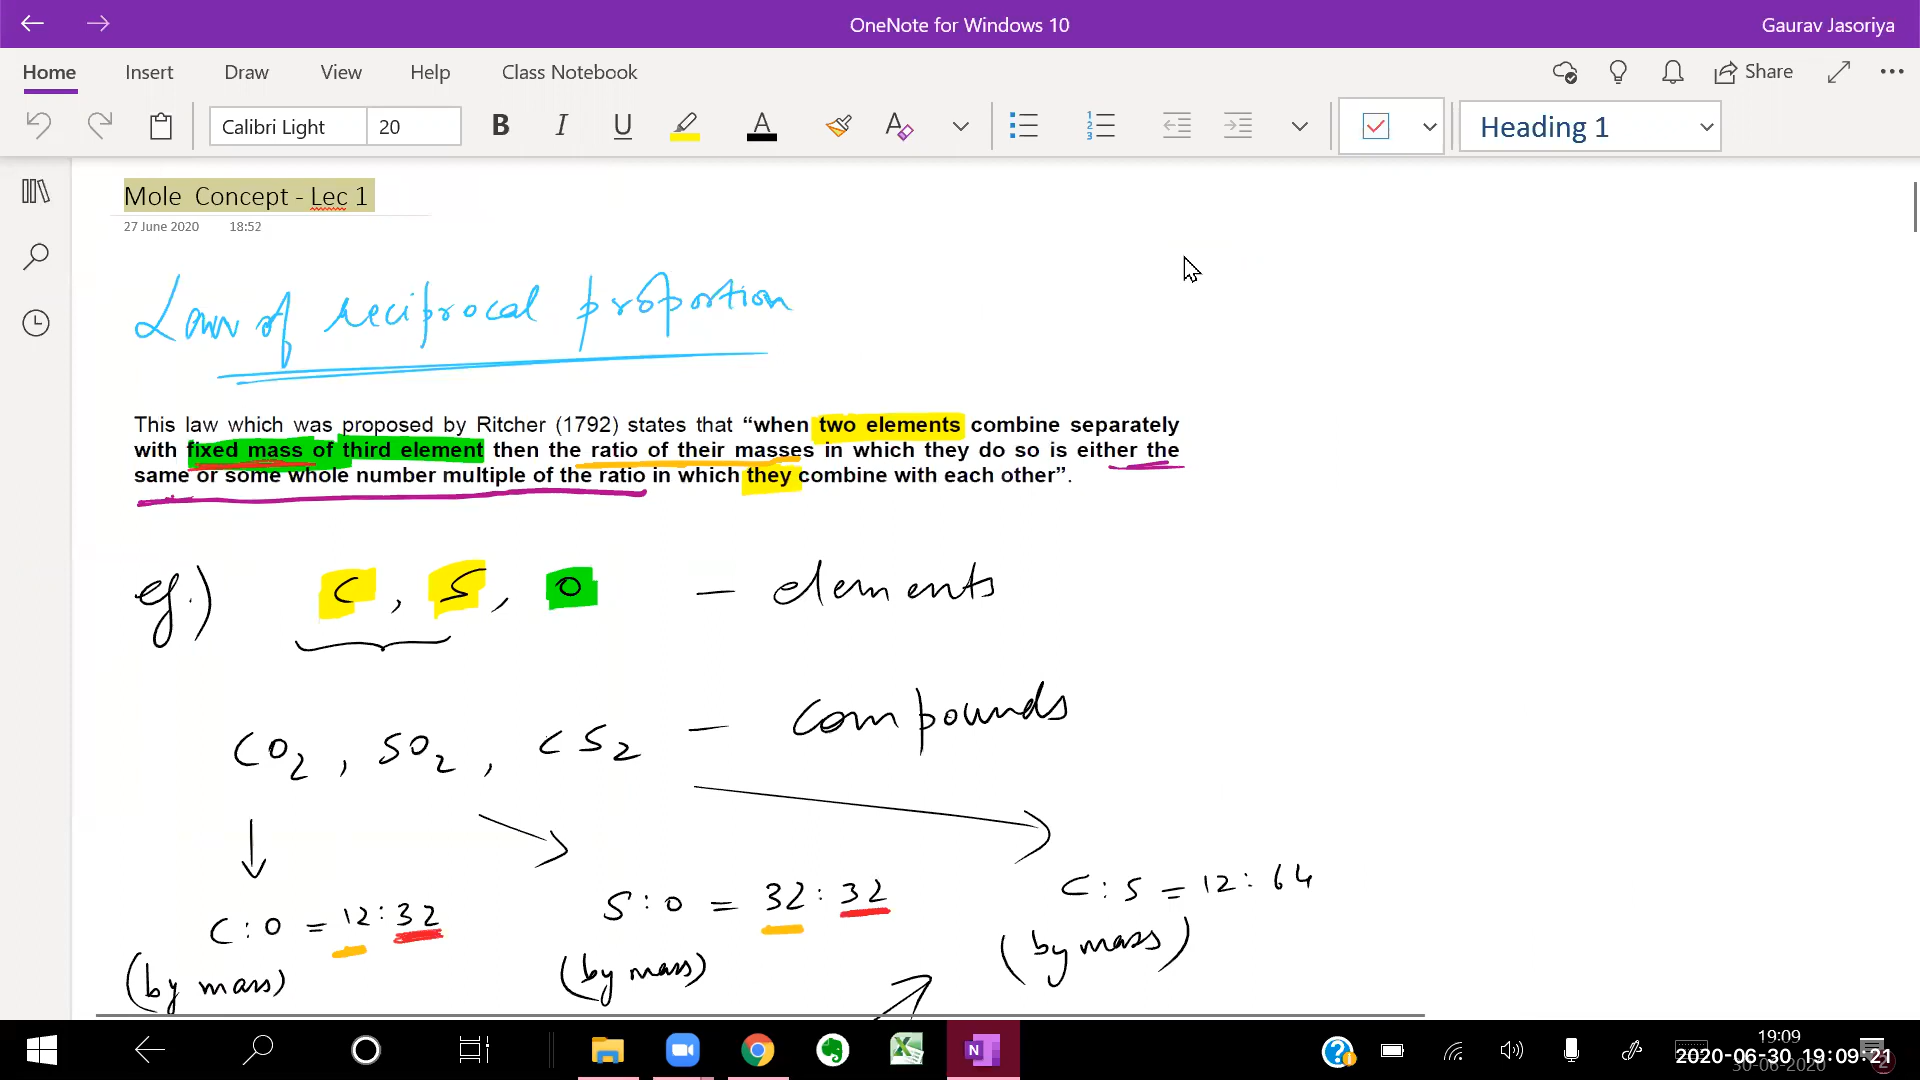 OneNote for Windows 10
Gaurav Jasoriya
Home Insert Draw View Help Class Notebook Share
Calibri Light 20 B I U A A Heading 1
Mole Concept - Lec 1
27 June 2020 18:52
Law of reciprocal proportion
This law which was proposed by Ritcher (1792) states that “when two elements combine separately
with fixed mass of third element then the ratio of their masses in which they do so is either the
same or some whole number multiple of the ratio in which they combine with each other”.
eg.) C, S, O — elements
CO2, SO2, CS2 — compounds
C:O = 12:32 S:O = 32:32 C:S = 12:64
(by mass) (by mass) (by mass)
19:09
2020-06-30 19:09:21
30-06-2020
2